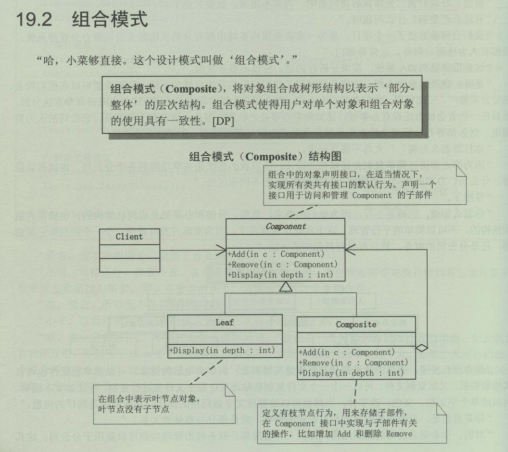 19.2 组合模式
“哈，小菜够直接。这个设计模式叫做‘组合模式’。”
组合模式（Composite），将对象组合成树形结构以表示‘部分-
整体’的层次结构。组合模式使得用户对单个对象和组合对象
的使用具有一致性。[DP]
组合模式（Composite）结构图
组合中的对象声明接口，在适当情况下，
实现所有类共有接口的默认行为。声明一个
接口用于访问和管理 Component 的子部件
Component
+Add(in c : Component)
+Remove(in c : Component)
+Display(in depth : int)
Client
Leaf
+Display(in depth : int)
Composite
+Add(in c : Component)
+Remove(in c : Component)
+Display(in depth : int)
在组合中表示叶节点对象，
叶节点没有子节点
定义有枝节点行为，用来存储子部件，
在 Component 接口中实现与子部件有关
的操作，比如增加 Add 和删除 Remove